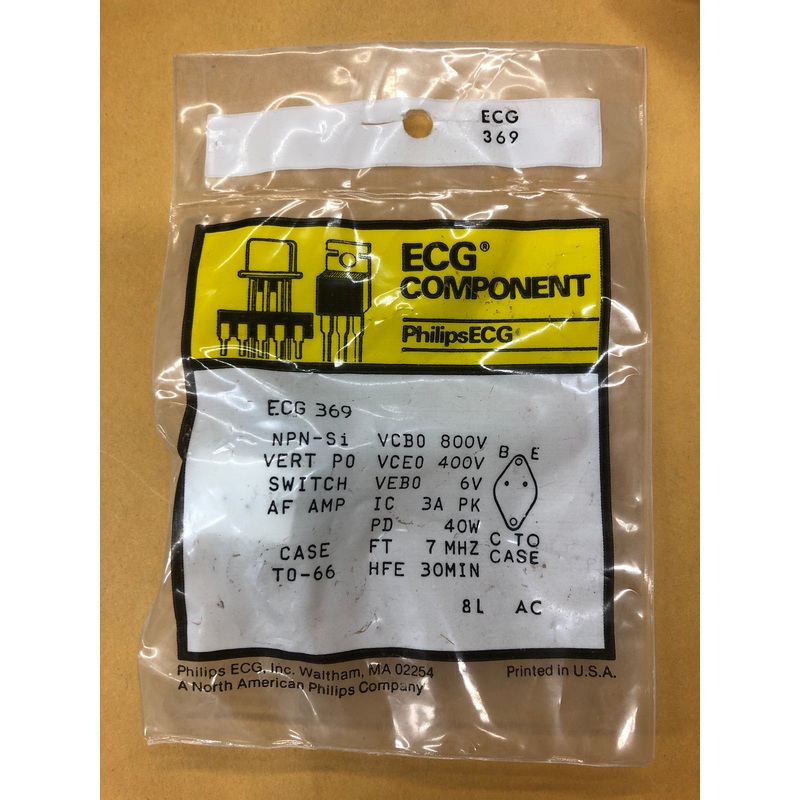 ECG
369
ECG®
COMPONENT
PhilipsECG
ECG 369
NPN-Si VCBO 800V
VERT PO VCEO 400V
SWITCH VEBO 6V
AF AMP IC 3A PK
PD 40W
CASE FT 7 MHZ
TO-66 HFE 30MIN
B E
C TO
CASE
8L AC
Philips ECG, Inc. Waltham, MA 02254
A North American Philips Company
Printed in U.S.A.